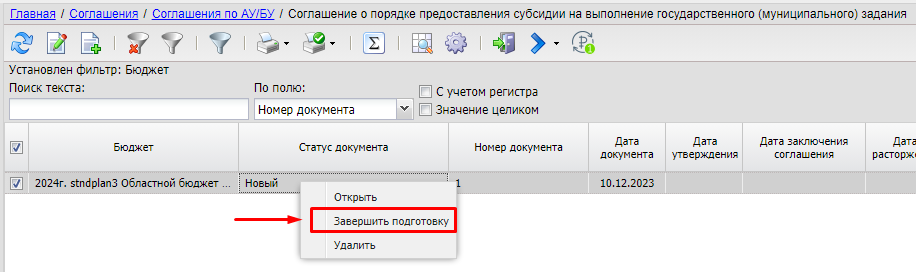 Главная / Соглашения / Соглашения по АУ/БУ / Соглашение о порядке предоставления субсидии на выполнение государственного (муниципального) задания
Установлен фильтр: Бюджет
Поиск текста: По полю: С учетом регистра
Номер документа Значение целиком
Бюджет Статус документа Номер документа Дата документа Дата утверждения Дата заключения соглашения Дата расторж
2024г. stndplan3 Областной бюджет ... Новый 1 10.12.2023
Открыть
Завершить подготовку
Удалить